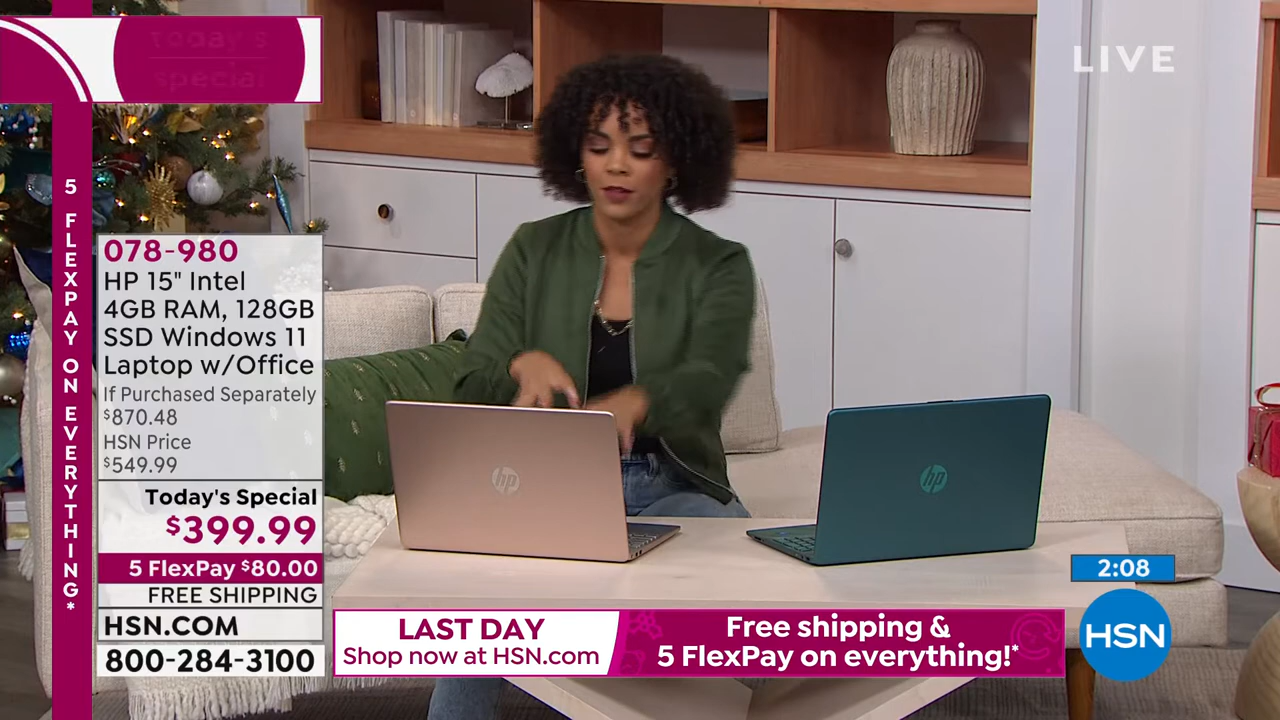 today's
special
LIVE
5 FLEXPAY ON EVERYTHING!*
078-980
HP 15" Intel
4GB RAM, 128GB
SSD Windows 11
Laptop w/Office
If Purchased Separately
$870.48
HSN Price
$549.99
Today's Special
$399.99
5 FlexPay $80.00
FREE SHIPPING
HSN.COM
800-284-3100
hp
hp
2:08
HSN
LAST DAY
Shop now at HSN.com
Free shipping &
5 FlexPay on everything!*